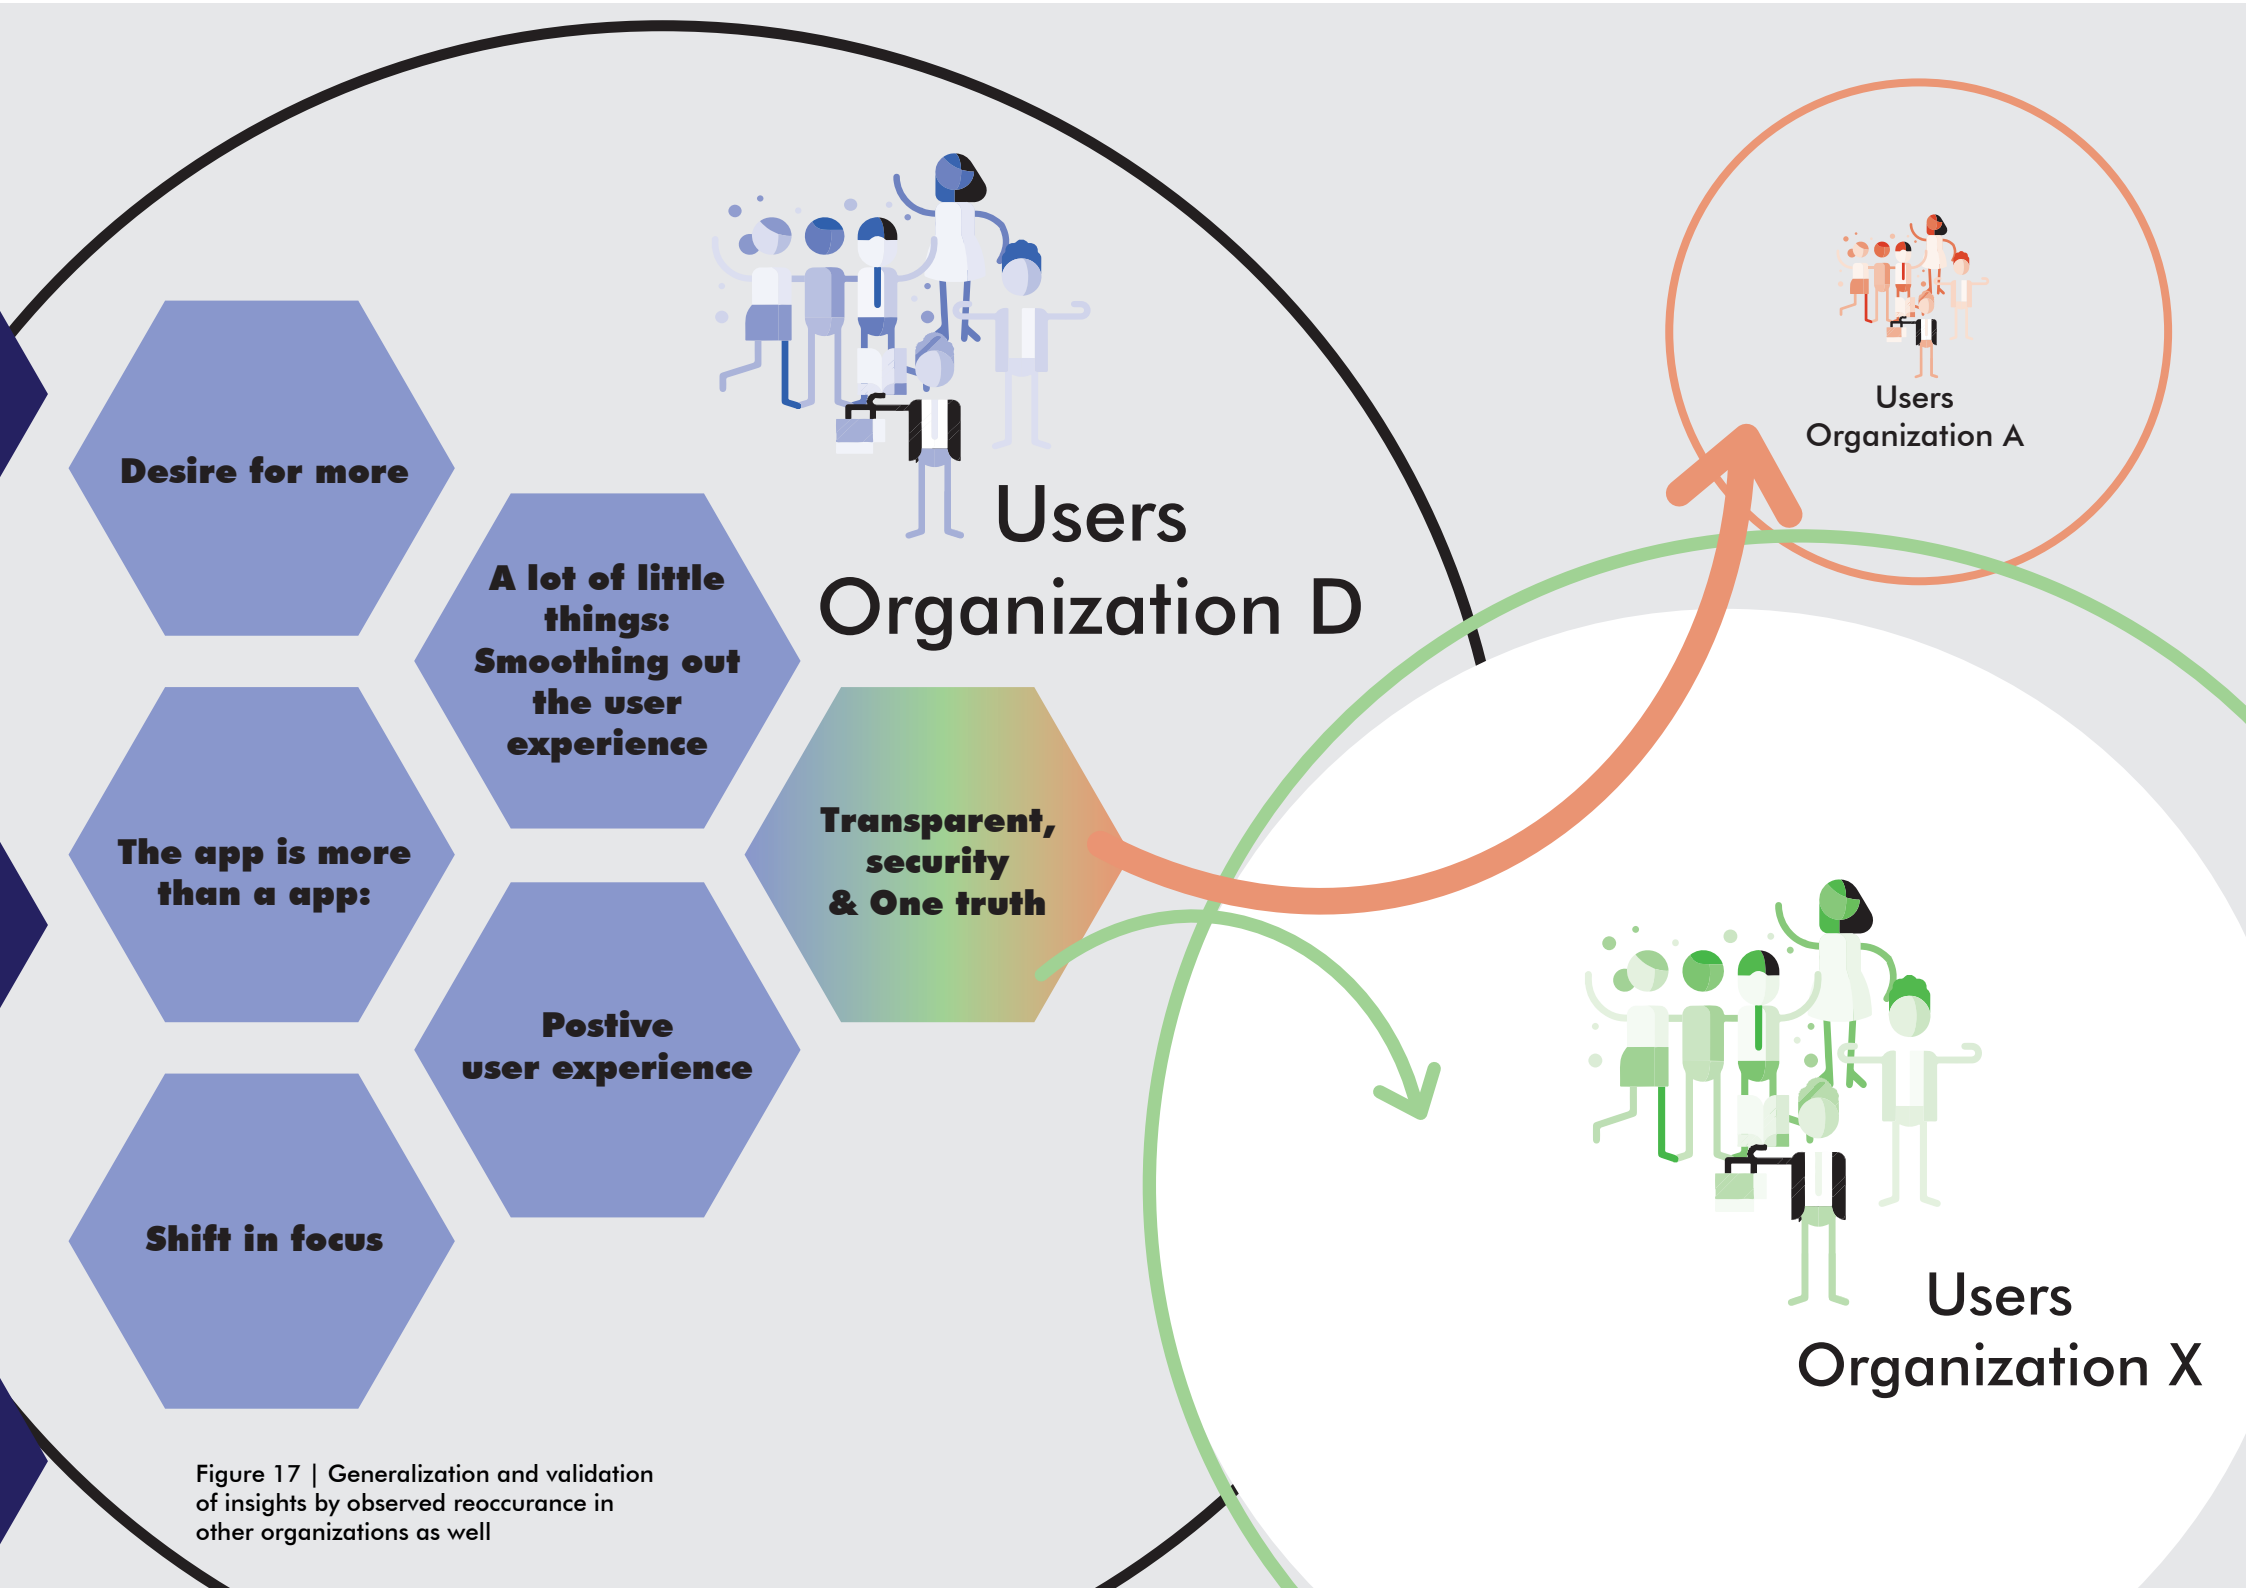 Users
Organization D
Users
Organization A
Desire for more
A lot of little
things:
Smoothing out
the user
experience
The app is more
than a app:
Transparent,
security
& One truth
Postive
user experience
Shift in focus
Users
Organization X
Figure 17 | Generalization and validation
of insights by observed reoccurance in
other organizations as well